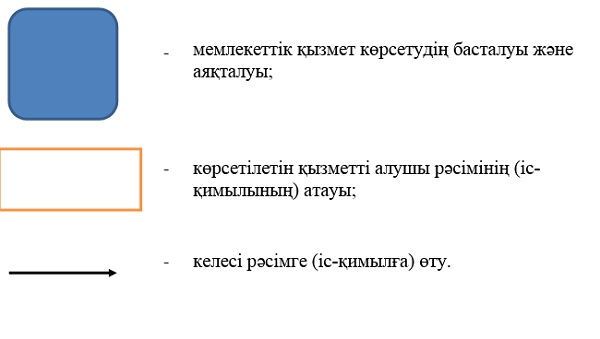 - мемлекеттік қызмет көрсетудің басталуы және
аяқталуы;
- көрсетілетін қызметті алушы рәсімінің (іс-
қимылының) атауы;
- келесі рәсімге (іс-қимылға) өту.